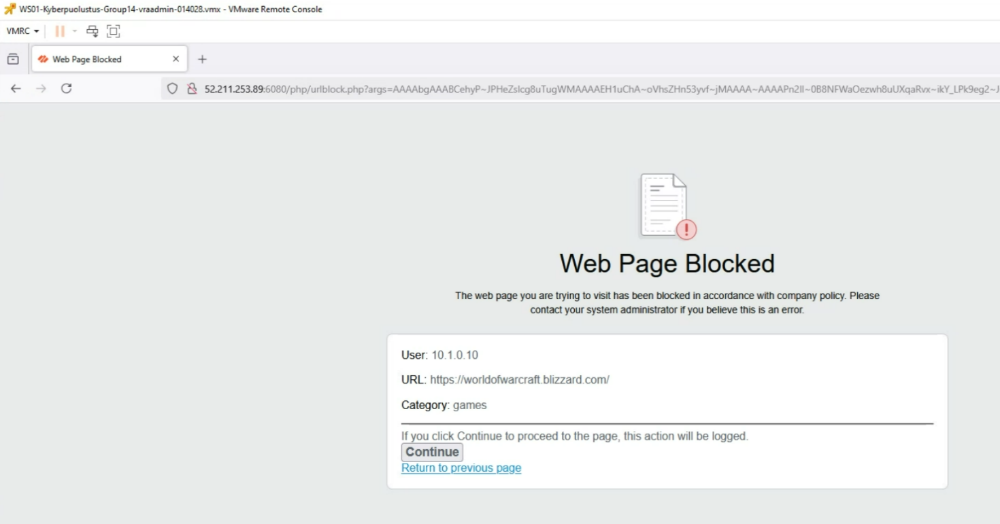 WS01-Kyberpuolustus-Group14-vraadmin-014028.vmx - VMware Remote Console
VMRC
Web Page Blocked
52.211.253.89:6080/php/urlblock.php?args=AAAAbgAAABCehyP~JPHeZslcg8uTugWMAAAAEH1uChA~oVhsZHn53yvf~jMAAAA~AAAAPn2Il~0B8NFWaOezwh8uUXqaRvx~ikY_LPk9eg2~J
Web Page Blocked
The web page you are trying to visit has been blocked in accordance with company policy. Please
contact your system administrator if you believe this is an error.
User: 10.1.0.10
URL: https://worldofwarcraft.blizzard.com/
Category: games
If you click Continue to proceed to the page, this action will be logged.
Continue
Return to previous page